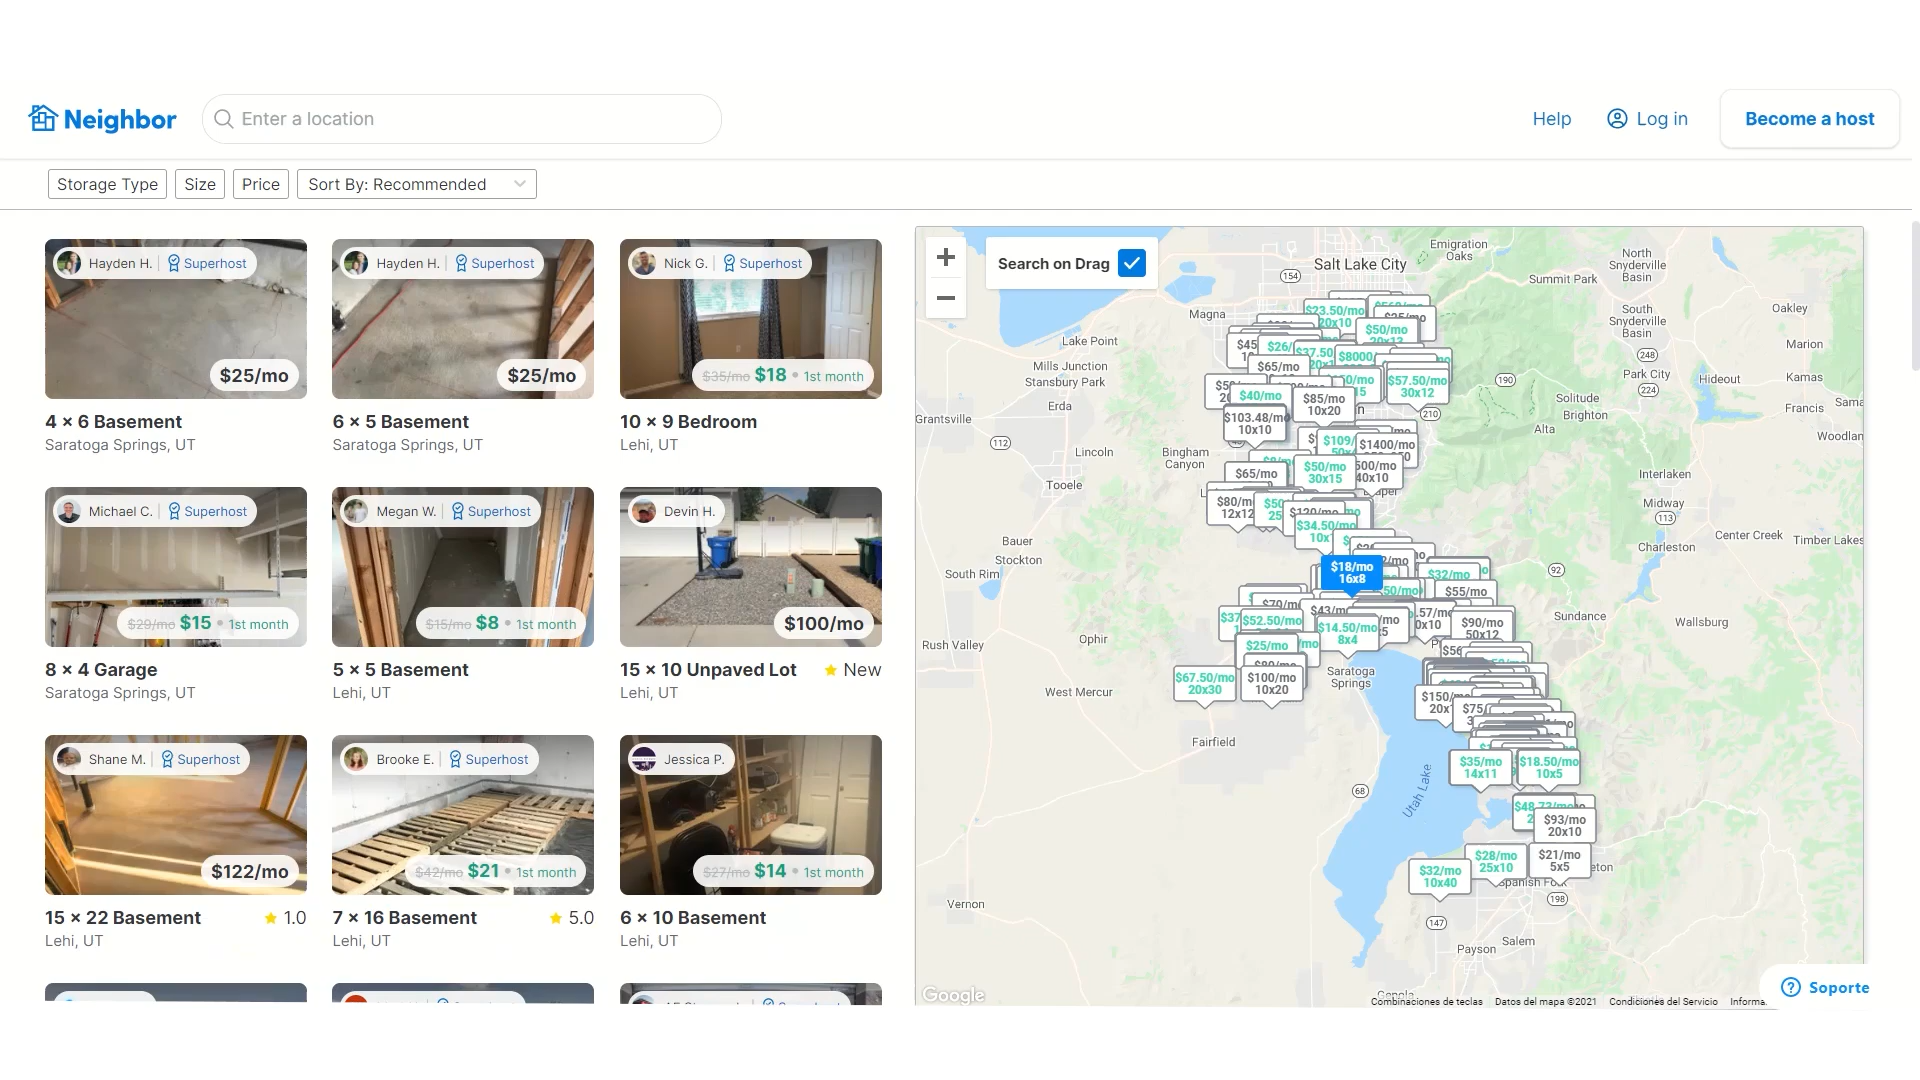 Neighbor
Enter a location
Help
Log in
Become a host
Storage Type
Size
Price
Sort By: Recommended
Hayden H. | Superhost
$25/mo
4 × 6 Basement
Saratoga Springs, UT
Hayden H. | Superhost
$25/mo
6 × 5 Basement
Saratoga Springs, UT
Nick G. | Superhost
$35/mo $18 • 1st month
10 × 9 Bedroom
Lehi, UT
Michael C. | Superhost
$29/mo $15 • 1st month
8 × 4 Garage
Saratoga Springs, UT
Megan W. | Superhost
$15/mo $8 • 1st month
5 × 5 Basement
Lehi, UT
Devin H.
$100/mo
15 × 10 Unpaved Lot
New
Lehi, UT
Shane M. | Superhost
$122/mo
15 × 22 Basement
1.0
Lehi, UT
Brooke E. | Superhost
$42/mo $21 • 1st month
7 × 16 Basement
5.0
Lehi, UT
Jessica P.
$27/mo $14 • 1st month
6 × 10 Basement
Lehi, UT
+
−
Search on Drag
Salt Lake City
154
Emigration
Oaks
North
Snyderville
Basin
Summit Park
Magna
South
Snyderville
Basin
Oakley
Lake Point
Marion
248
Mills Junction
Stansbury Park
Park City
224
Hideout
Kamas
190
Erda
Solitude
Brighton
Francis
Grantsville
210
Alta
112
Lincoln
Bingham
Canyon
Tooele
Interlaken
Midway
113
Bauer
Stockton
Center Creek
Timber Lakes
Charleston
South Rim
92
Sundance
Wallsburg
Ophir
Rush Valley
Saratoga
Springs
West Mercur
Fairfield
68
Utah Lake
Vernon
198
147
Salem
Payson
$23.50/mo
20x10
$50/mo
$65/mo
$57.50/mo
30x12
$40/mo
$85/mo
10x20
$103.48/mo
10x10
$1400/mo
$65/mo
$50/mo
30x15
40x10
12x12
$34.50/mo
$18/mo
16x8
$32/mo
$55/mo
$52.50/mo
$14.50/mo
8x4
$90/mo
50x12
$25/mo
$67.50/mo
20x30
$100/mo
10x20
$35/mo
14x11
$18.50/mo
10x5
$93/mo
20x10
$21/mo
5x5
$28/mo
25x10
$32/mo
10x40
Google
Combinaciones de teclas
Datos del mapa ©2021
Condiciones del Servicio
Soporte